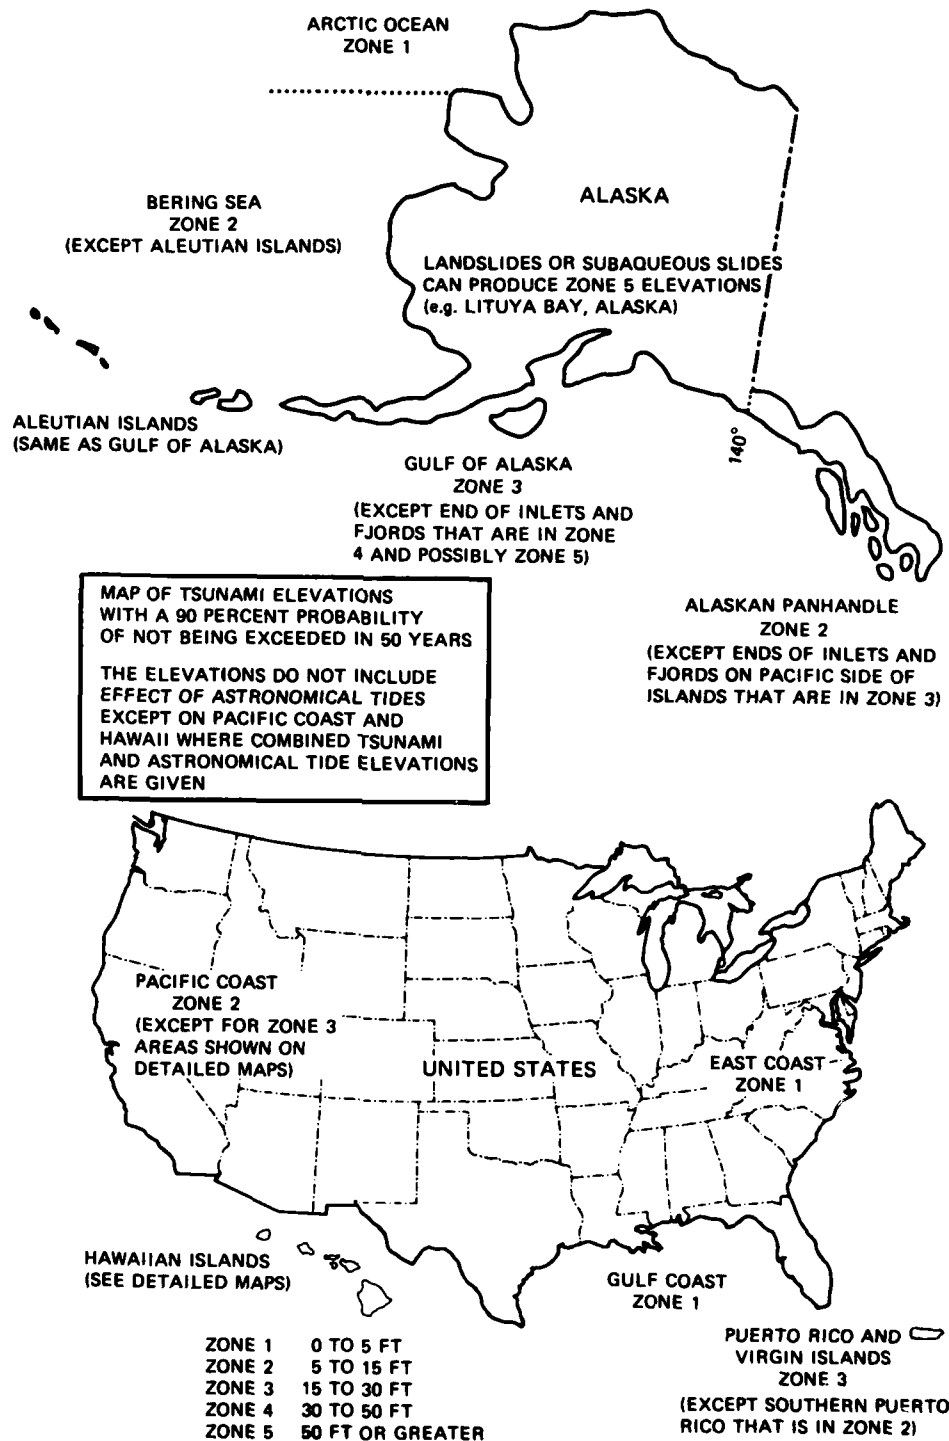 ARCTIC OCEAN
ZONE 1
ALASKA
BERING SEA
ZONE 2
(EXCEPT ALEUTIAN ISLANDS)
LANDSLIDES OR SUBAQUEOUS SLIDES
CAN PRODUCE ZONE 5 ELEVATIONS
(e.g. LITUYA BAY, ALASKA)
ALEUTIAN ISLANDS
(SAME AS GULF OF ALASKA)
140°
GULF OF ALASKA
ZONE 3
(EXCEPT END OF INLETS AND
FJORDS THAT ARE IN ZONE
4 AND POSSIBLY ZONE 5)
ALASKAN PANHANDLE
ZONE 2
(EXCEPT ENDS OF INLETS AND
FJORDS ON PACIFIC SIDE OF
ISLANDS THAT ARE IN ZONE 3)
MAP OF TSUNAMI ELEVATIONS
WITH A 90 PERCENT PROBABILITY
OF NOT BEING EXCEEDED IN 50 YEARS
THE ELEVATIONS DO NOT INCLUDE
EFFECT OF ASTRONOMICAL TIDES
EXCEPT ON PACIFIC COAST AND
HAWAII WHERE COMBINED TSUNAMI
AND ASTRONOMICAL TIDE ELEVATIONS
ARE GIVEN
PACIFIC COAST
ZONE 2
(EXCEPT FOR ZONE 3
AREAS SHOWN ON
DETAILED MAPS)
UNITED STATES
EAST COAST
ZONE 1
HAWAIIAN ISLANDS
(SEE DETAILED MAPS)
GULF COAST
ZONE 1
PUERTO RICO AND
VIRGIN ISLANDS
ZONE 3
(EXCEPT SOUTHERN PUERTO
RICO THAT IS IN ZONE 2)
ZONE 1 0 TO 5 FT
ZONE 2 5 TO 15 FT
ZONE 3 15 TO 30 FT
ZONE 4 30 TO 50 FT
ZONE 5 50 FT OR GREATER